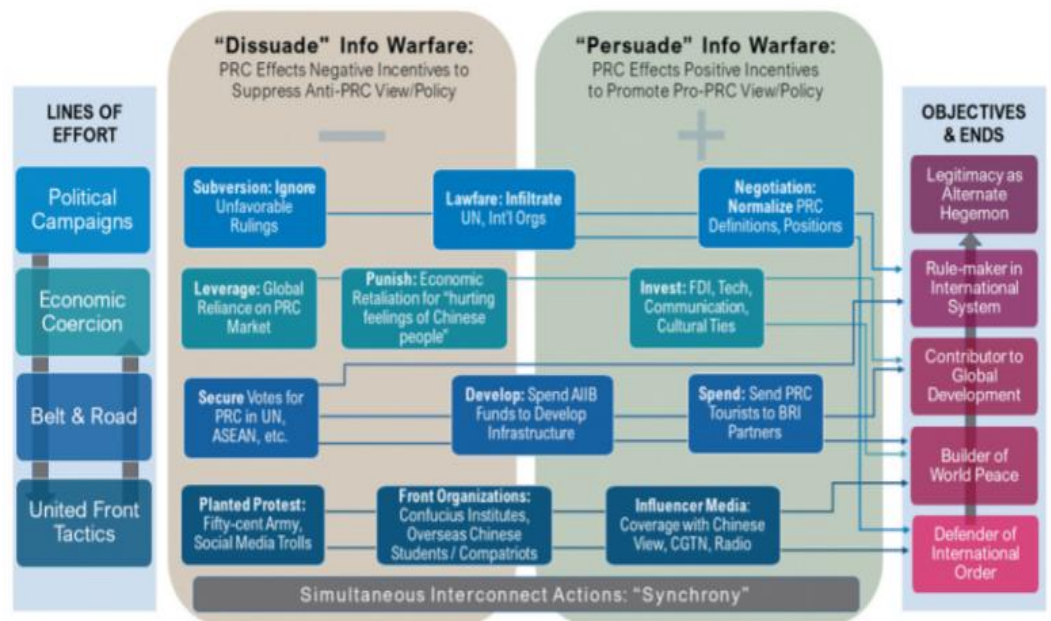 "Dissuade" Info Warfare:
PRC Effects Negative Incentives to
Suppress Anti-PRC View/Policy
"Persuade" Info Warfare:
PRC Effects Positive Incentives
to Promote Pro-PRC View/Policy
LINES OF
EFFORT
OBJECTIVES
& ENDS
Political
Campaigns
Subversion: Ignore
Unfavorable
Rulings
Lawfare: Infiltrate
UN, Int'l Orgs
Negotiation:
Normalize PRC
Definitions, Positions
Legitimacy as
Alternate
Hegemon
Economic
Coercion
Leverage: Global
Reliance on PRC
Market
Punish: Economic
Retaliation for "hurting
feelings of Chinese
people"
Invest: FDI, Tech,
Communication,
Cultural Ties
Rule-maker in
International
System
Contributor to
Global
Development
Belt & Road
Secure Votes for
PRC in UN,
ASEAN, etc.
Develop: Spend AIIB
Funds to Develop
Infrastructure
Spend: Send PRC
Tourists to BRI
Partners
Builder of
World Peace
United Front
Tactics
Planted Protest:
Fifty-cent Army,
Social Media Trolls
Front Organizations:
Confucius Institutes,
Overseas Chinese
Students / Compatriots
Influencer Media:
Coverage with Chinese
View, CGTN, Radio
Defender of
International
Order
Simultaneous Interconnect Actions: "Synchrony"